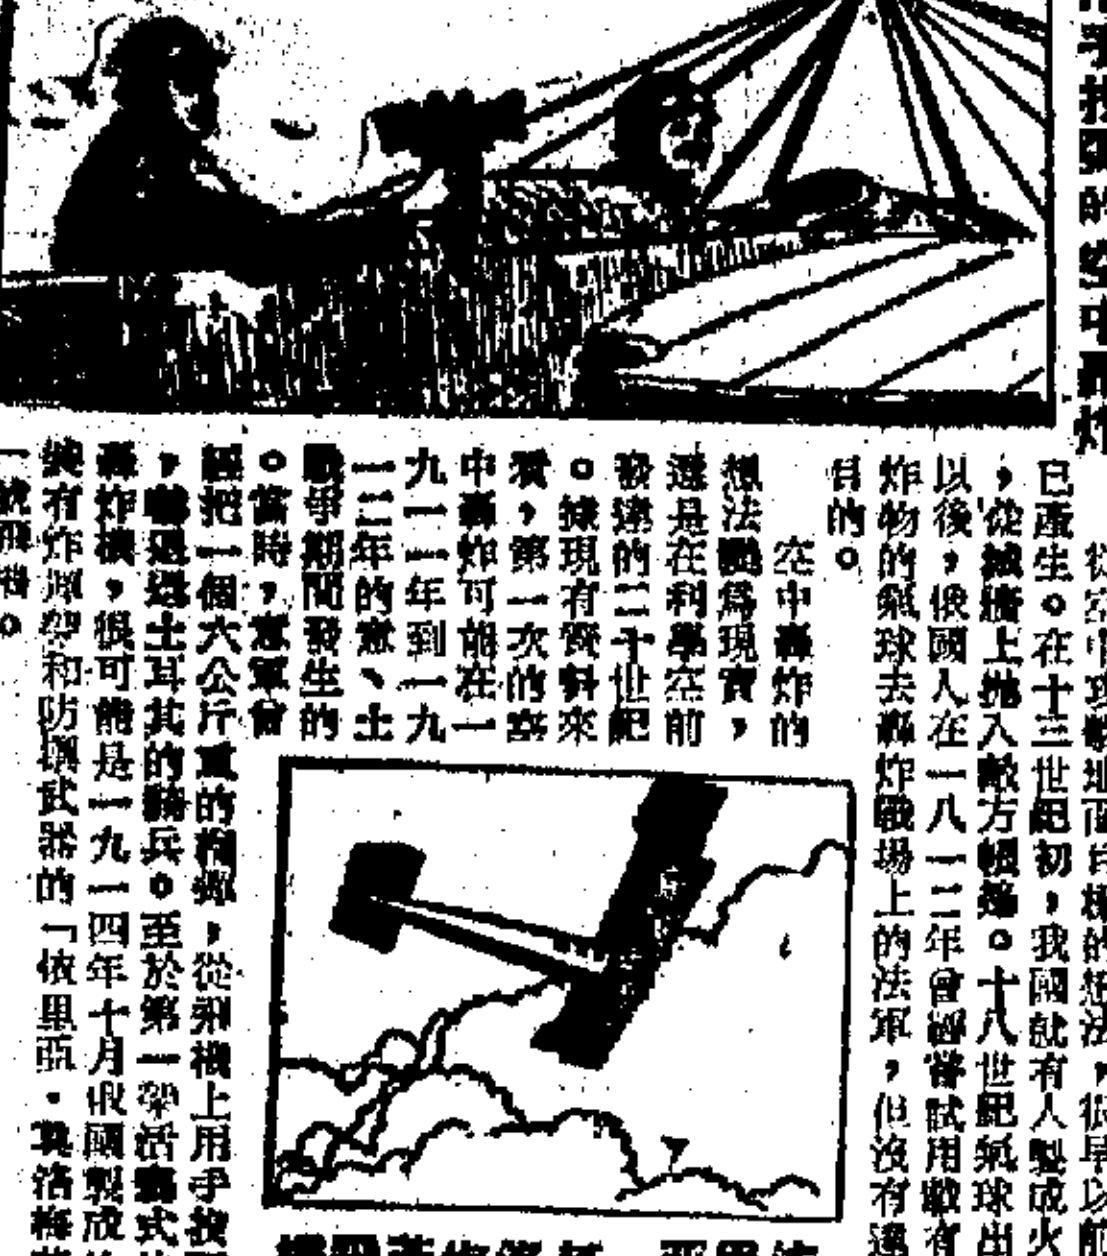 手投彈的空中轟炸
從空中攻擊地面目標的想法,很早以前
已產生。在十三世紀初,我國就有人製成火
,從城牆上拋入敵方帳篷。十八世紀氣球出
以後,俄國人在一八一二年曾經嘗試用載有
炸物的氣球去轟炸戰場上的法軍,但沒有達
目的。
空中轟炸的
想法變為現實,
還是在科學空前
發達的二十世紀
。據現有資料來
看,第一次的空
中轟炸可能在一
九一一年到一九
一二年的意、土
戰爭期間發生的
。當時,意軍曾
經把一個六公斤重的榴彈,從飛機上用手投
,嚇退過土耳其的騎兵。至於第一架活塞式
轟炸機,很可能是一九一四年十月俄國製成
裝有炸彈架和防禦武器的「依里亞·莫洛梅
一號飛機。